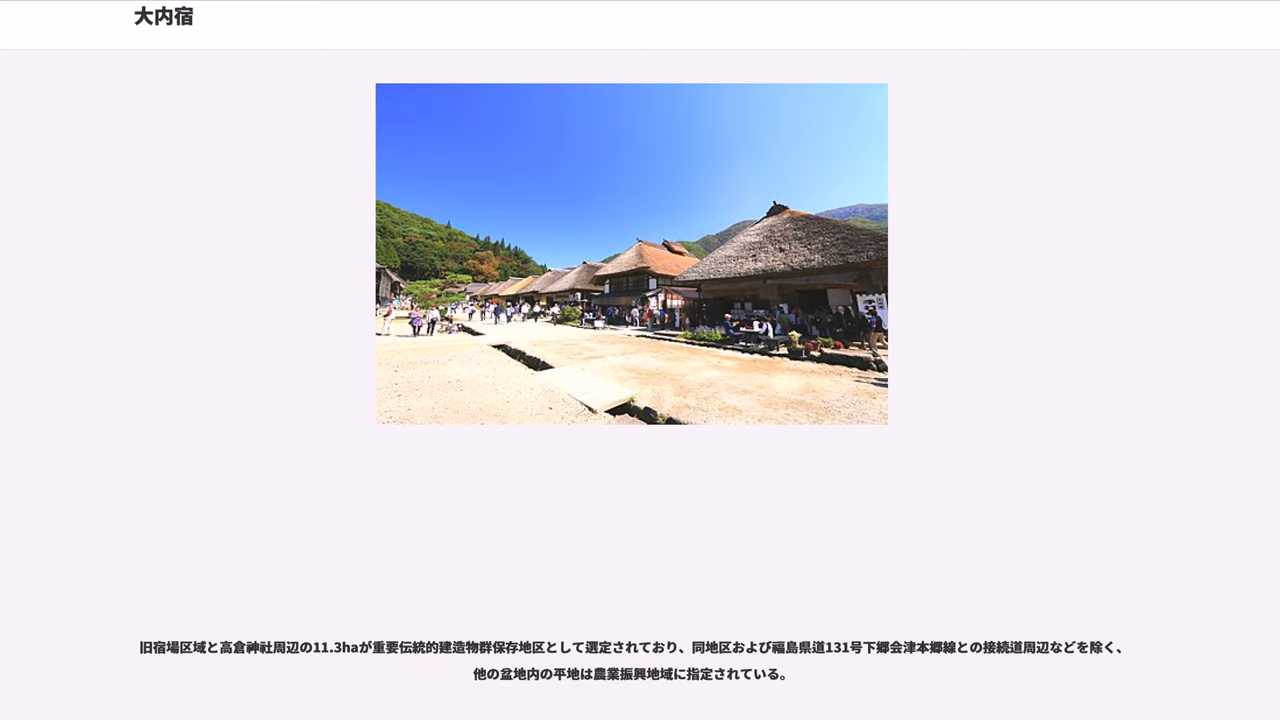 大内宿
旧宿場区域と高倉神社周辺の11.3haが重要伝統的建造物群保存地区として選定されており、同地区および福島県道131号下郷会津本郷線との接続道周辺などを除く、
他の盆地内の平地は農業振興地域に指定されている。